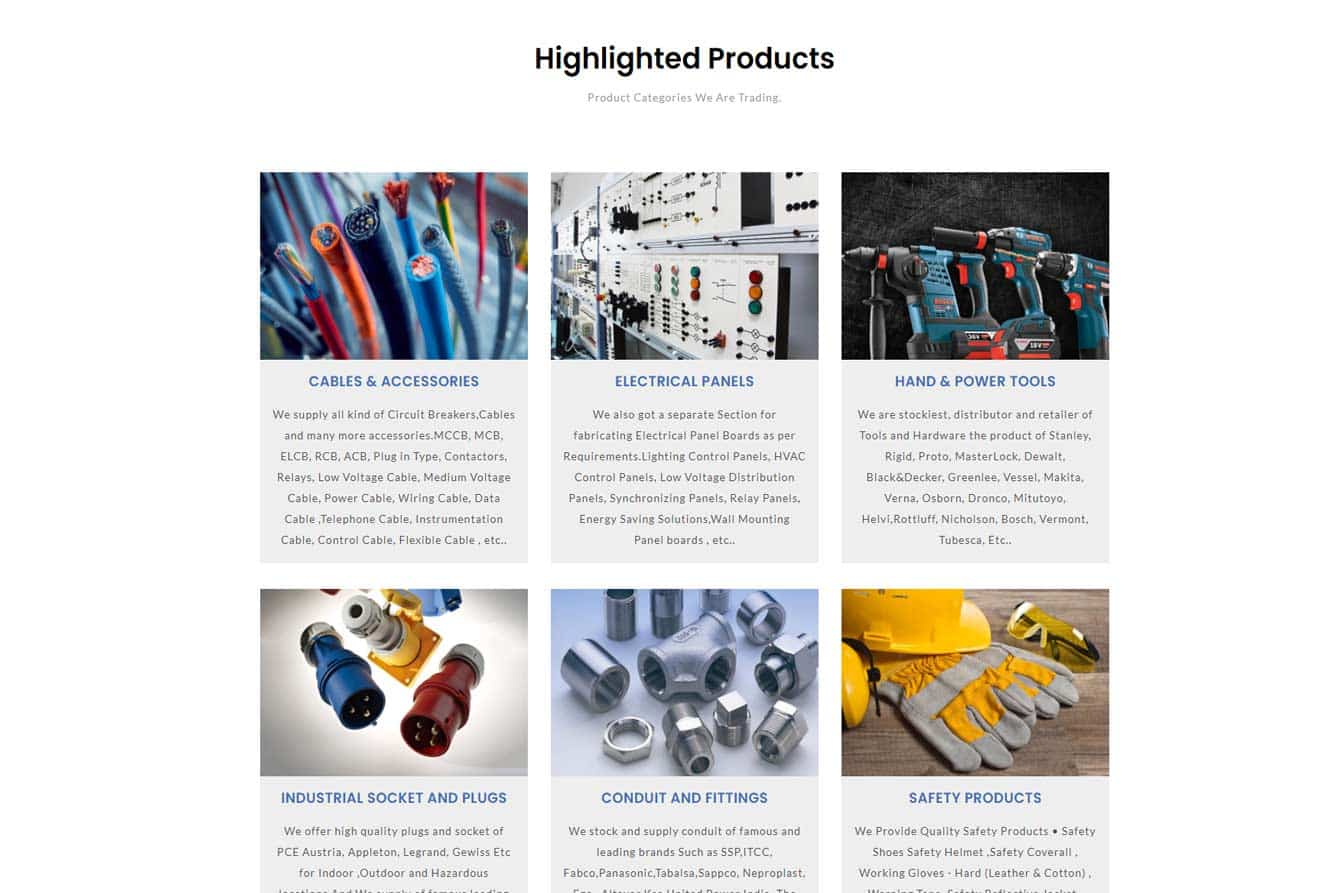 Highlighted Products
Product Categories We Are Trading.
CABLES & ACCESSORIES
We supply all kind of Circuit Breakers,Cables
and many more accessories.MCCB, MCB,
ELCB, RCB, ACB, Plug in Type, Contactors,
Relays, Low Voltage Cable, Medium Voltage
Cable, Power Cable, Wiring Cable, Data
Cable ,Telephone Cable, Instrumentation
Cable, Control Cable, Flexible Cable , etc..
ELECTRICAL PANELS
We also got a separate Section for
fabricating Electrical Panel Boards as per
Requirements.Lighting Control Panels, HVAC
Control Panels, Low Voltage Distribution
Panels, Synchronizing Panels, Relay Panels,
Energy Saving Solutions,Wall Mounting
Panel boards , etc..
HAND & POWER TOOLS
We are stockiest, distributor and retailer of
Tools and Hardware the product of Stanley,
Rigid, Proto, MasterLock, Dewalt,
Black&Decker, Greenlee, Vessel, Makita,
Verna, Osborn, Dronco, Mitutoyo,
Helvi,Rottluff, Nicholson, Bosch, Vermont,
Tubesca, Etc..
INDUSTRIAL SOCKET AND PLUGS
We offer high quality plugs and socket of
PCE Austria, Appleton, Legrand, Gewiss Etc
for Indoor ,Outdoor and Hazardous
CONDUIT AND FITTINGS
We stock and supply conduit of famous and
leading brands Such as SSP,ITCC,
Fabco,Panasonic,Tabalsa,Sappco, Neproplast,
SAFETY PRODUCTS
We Provide Quality Safety Products • Safety
Shoes Safety Helmet ,Safety Coverall ,
Working Gloves - Hard (Leather & Cotton) ,